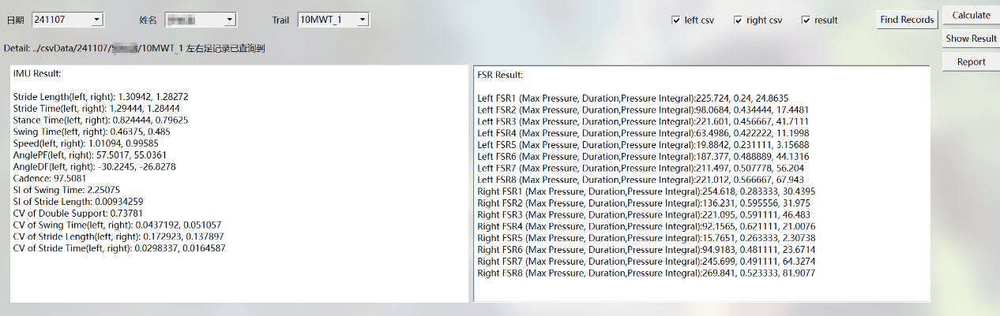 日期 241107 姓名 Trail 10MWT_1 left csv right csv result Find Records Calculate
Show Result
Detail: ../csvData/241107/ /10MWT_1 左右足记录已查询到
Report
IMU Result:
Stride Length(left, right): 1.30942, 1.28272
Stride Time(left, right): 1.29444, 1.28444
Stance Time(left, right): 0.824444, 0.79625
Swing Time(left, right): 0.46375, 0.485
Speed(left, right): 1.01094, 0.99585
AnglePF(left, right): 57.5017, 55.0361
AngleDF(left, right): -30.2245, -26.8278
Cadence: 97.5081
SI of Swing Time: 2.25075
SI of Stride Length: 0.00934259
CV of Double Support: 0.73781
CV of Swing Time(left, right): 0.0437192, 0.051057
CV of Stride Length(left, right): 0.172923, 0.137897
CV of Stride Time(left, right): 0.0298337, 0.0164587
FSR Result:
Left FSR1 (Max Pressure, Duration,Pressure Integral):225.724, 0.24, 24.8635
Left FSR2 (Max Pressure, Duration,Pressure Integral):98.0684, 0.434444, 17.4481
Left FSR3 (Max Pressure, Duration,Pressure Integral):221.601, 0.456667, 41.7111
Left FSR4 (Max Pressure, Duration,Pressure Integral):63.4986, 0.422222, 11.1998
Left FSR5 (Max Pressure, Duration,Pressure Integral):19.8842, 0.231111, 3.15688
Left FSR6 (Max Pressure, Duration,Pressure Integral):187.377, 0.488889, 44.1316
Left FSR7 (Max Pressure, Duration,Pressure Integral):211.497, 0.507778, 56.204
Left FSR8 (Max Pressure, Duration,Pressure Integral):221.012, 0.566667, 67.943
Right FSR1 (Max Pressure, Duration,Pressure Integral):254.618, 0.283333, 30.4395
Right FSR2 (Max Pressure, Duration,Pressure Integral):136.231, 0.595556, 31.975
Right FSR3 (Max Pressure, Duration,Pressure Integral):221.095, 0.591111, 46.483
Right FSR4 (Max Pressure, Duration,Pressure Integral):92.1565, 0.621111, 21.0076
Right FSR5 (Max Pressure, Duration,Pressure Integral):15.7651, 0.263333, 2.30738
Right FSR6 (Max Pressure, Duration,Pressure Integral):94.9183, 0.481111, 23.6714
Right FSR7 (Max Pressure, Duration,Pressure Integral):245.699, 0.491111, 64.3274
Right FSR8 (Max Pressure, Duration,Pressure Integral):269.841, 0.523333, 81.9077